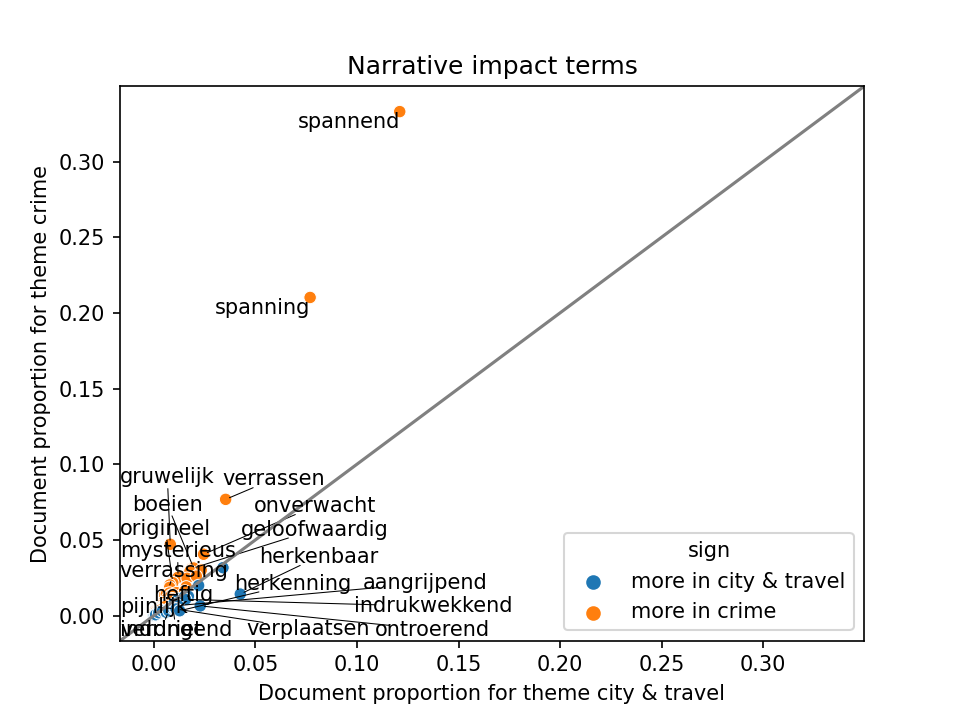 Narrative impact terms
Document proportion for theme crime
0.30
0.25
0.20
0.15
0.10
0.05
0.00
spannend
spanning
gruwelijk
verrassen
boeien
onverwacht
origineel
geloofwaardig
mysterieus
herkenbaar
verrassing
herkenning
aangrijpend
heftig
indrukwekkend
pijnlijk
verplaatsen
ontroerend
sign
more in city & travel
more in crime
0.00 0.05 0.10 0.15 0.20 0.25 0.30
Document proportion for theme city & travel